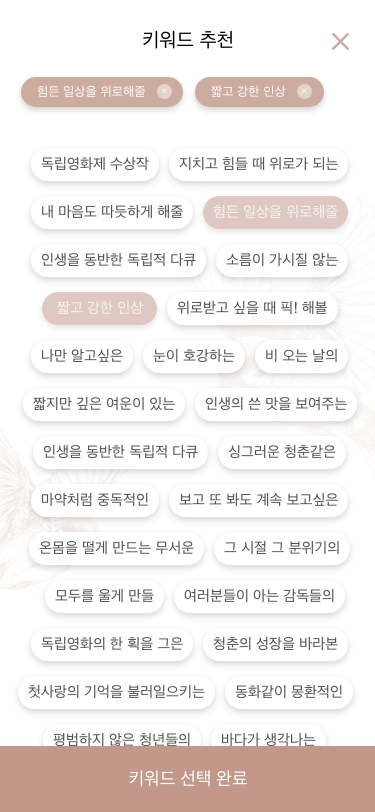 키워드 추천
힘든 일상을 위로해줄 짧고 강한 인상
독립영화제 수상작 지치고 힘들 때 위로가 되는
내 마음도 따듯하게 해줄 힘든 일상을 위로해줄
인생을 동반한 독립적 다큐 소름이 가시질 않는
짧고 강한 인상 위로받고 싶을 때 픽! 해볼
나만 알고싶은 눈이 호강하는 비 오는 날의
짧지만 깊은 여운이 있는 인생의 쓴 맛을 보여주는
인생을 동반한 독립적 다큐 싱그러운 청춘같은
마약처럼 중독적인 보고 또 봐도 계속 보고싶은
온몸을 떨게 만드는 무서운 그 시절 그 분위기의
모두를 울게 만들 여러분들이 아는 감독들의
독립영화의 한 획을 그은 청춘의 성장을 바라본
첫사랑의 기억을 불러일으키는 동화같이 몽환적인
평범하지 않은 청년들의 바다가 생각나는
키워드 선택 완료